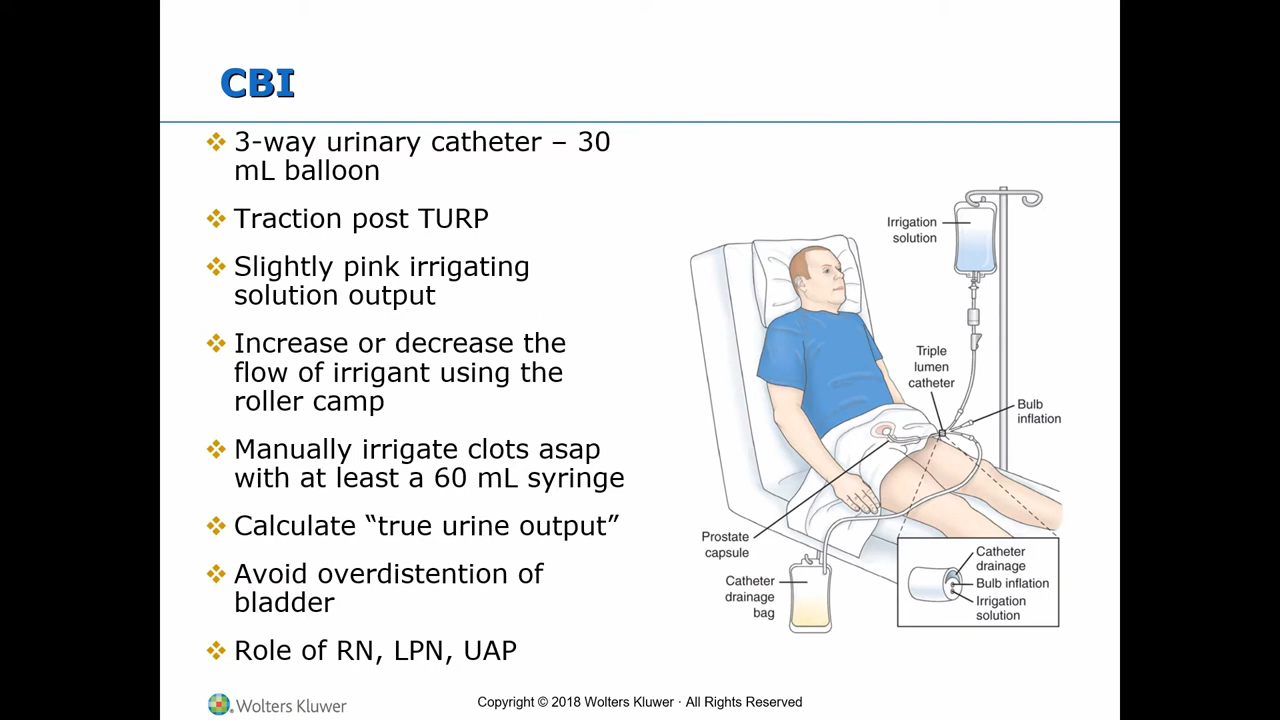 CBI
3-way urinary catheter – 30
mL balloon
Traction post TURP
Slightly pink irrigating
solution output
Increase or decrease the
flow of irrigant using the
roller camp
Manually irrigate clots asap
with at least a 60 mL syringe
Calculate “true urine output”
Avoid overdistention of
bladder
Role of RN, LPN, UAP
Irrigation
solution
Triple
lumen
catheter
Bulb
inflation
Prostate
capsule
Catheter
drainage
bag
Catheter
drainage
Bulb inflation
Irrigation
solution
Wolters Kluwer
Copyright © 2018 Wolters Kluwer · All Rights Reserved